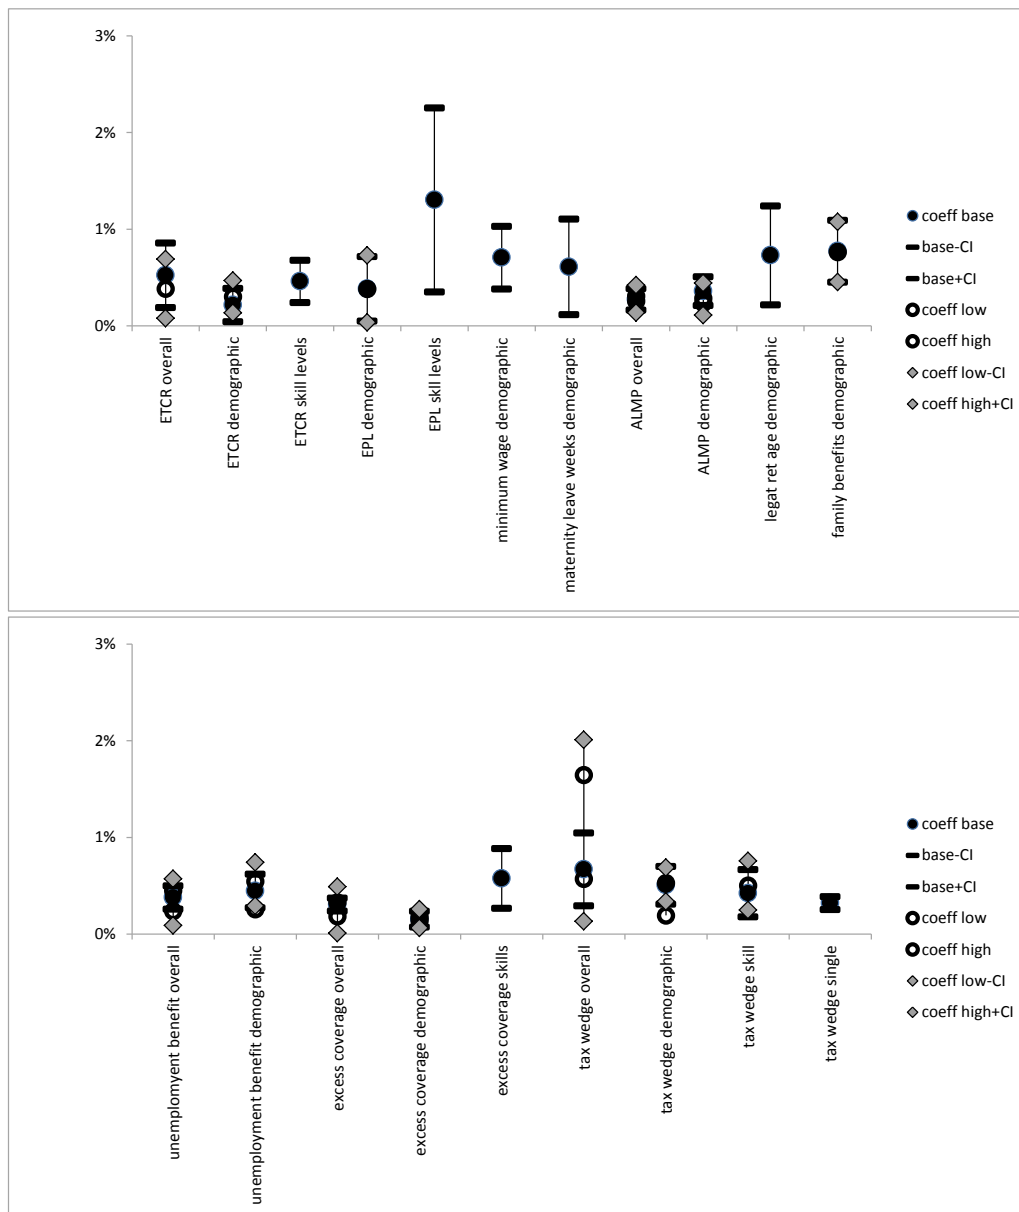 3%
2%
1%
0%
ETCR overall
ETCR demographic
ETCR skill levels
EPL demographic
EPL skill levels
minimum wage demographic
maternity leave weeks demographic
ALMP overall
ALMP demographic
legat ret age demographic
family benefits demographic
coeff base
base-CI
base+CI
coeff low
coeff high
coeff low-CI
coeff high+CI
3%
2%
1%
0%
unemplomyent benefit overall
unemployment benefit demographic
excess coverage overall
excess coverage demographic
excess coverage skills
tax wedge overall
tax wedge demographic
tax wedge skill
tax wedge single
coeff base
base-CI
base+CI
coeff low
coeff high
coeff low-CI
coeff high+CI